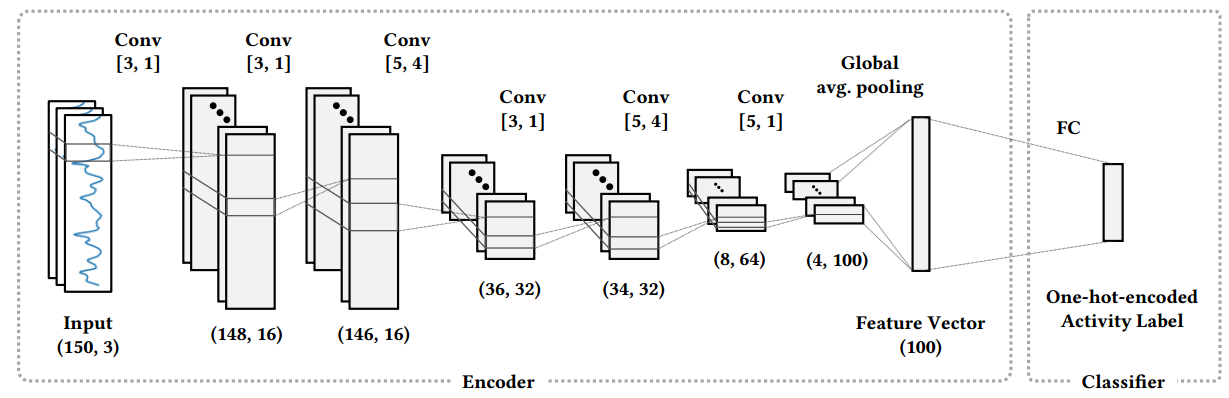 Conv
[3, 1]
Conv
[3, 1]
Conv
[5, 4]
Conv
[3, 1]
Conv
[5, 4]
Conv
[5, 1]
Global
avg. pooling
FC
Input
(150, 3)
(148, 16)
(146, 16)
(36, 32)
(34, 32)
(8, 64)
(4, 100)
Feature Vector
(100)
One-hot-encoded
Activity Label
Encoder
Classifier